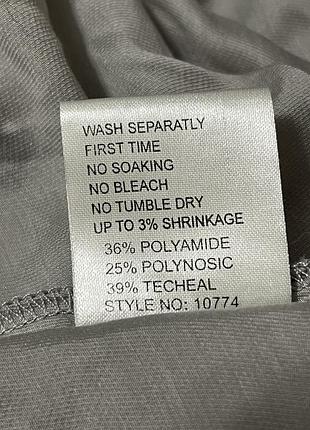 WASH SEPARATLY
FIRST TIME
NO SOAKING
NO BLEACH
NO TUMBLE DRY
UP TO 3% SHRINKAGE
36% POLYAMIDE
25% POLYNOSIC
39% TECHEAL
STYLE NO: 10774